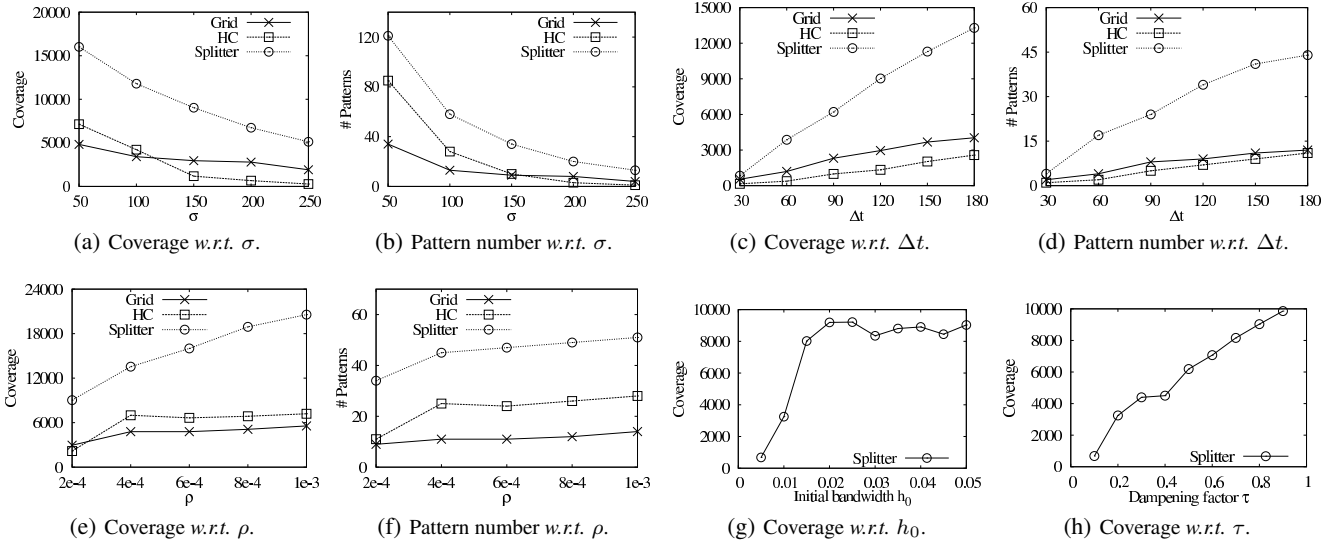 20000
15000
10000
5000
0
Coverage
Grid
HC
Splitter
50 100 150 200 250
σ
(a) Coverage w.r.t. σ.
120
80
40
0
# Patterns
Grid
HC
Splitter
50 100 150 200 250
σ
(b) Pattern number w.r.t. σ.
15000
12000
9000
6000
3000
0
Coverage
Grid
HC
Splitter
30 60 90 120 150 180
Δt
(c) Coverage w.r.t. Δt.
60
45
30
15
0
# Patterns
Grid
HC
Splitter
30 60 90 120 150 180
Δt
(d) Pattern number w.r.t. Δt.
24000
18000
12000
6000
0
Coverage
Grid
HC
Splitter
2e-4 4e-4 6e-4 8e-4 1e-3
ρ
(e) Coverage w.r.t. ρ.
80
60
40
20
0
# Patterns
Grid
HC
Splitter
2e-4 4e-4 6e-4 8e-4 1e-3
ρ
(f) Pattern number w.r.t. ρ.
10000
8000
6000
4000
2000
0
Coverage
Splitter
0 0.01 0.02 0.03 0.04 0.05
Initial bandwidth h₀
(g) Coverage w.r.t. h₀.
10000
8000
6000
4000
2000
0
Coverage
Splitter
0 0.2 0.4 0.6 0.8 1
Dampening factor τ
(h) Coverage w.r.t. τ.